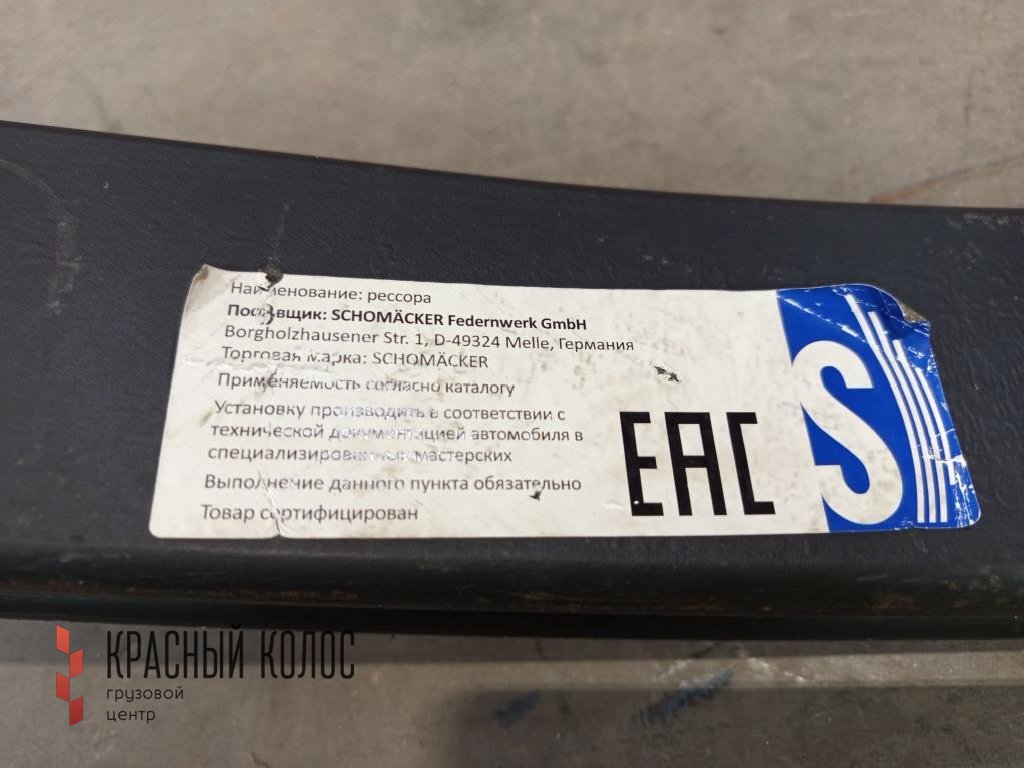 Наименование: рессора
Поставщик: SCHOMÄCKER Federnwerk GmbH
Borgholzhausener Str. 1, D-49324 Melle, Германия
Торговая марка: SCHOMÄCKER
Применяемость согласно каталогу
Установку производить в соответствии с
технической документацией автомобиля в
специализированных мастерских
Выполнение данного пункта обязательно
Товар сертифицирован
EAC
S
КРАСНЫЙ КОЛОС
грузовой
центр